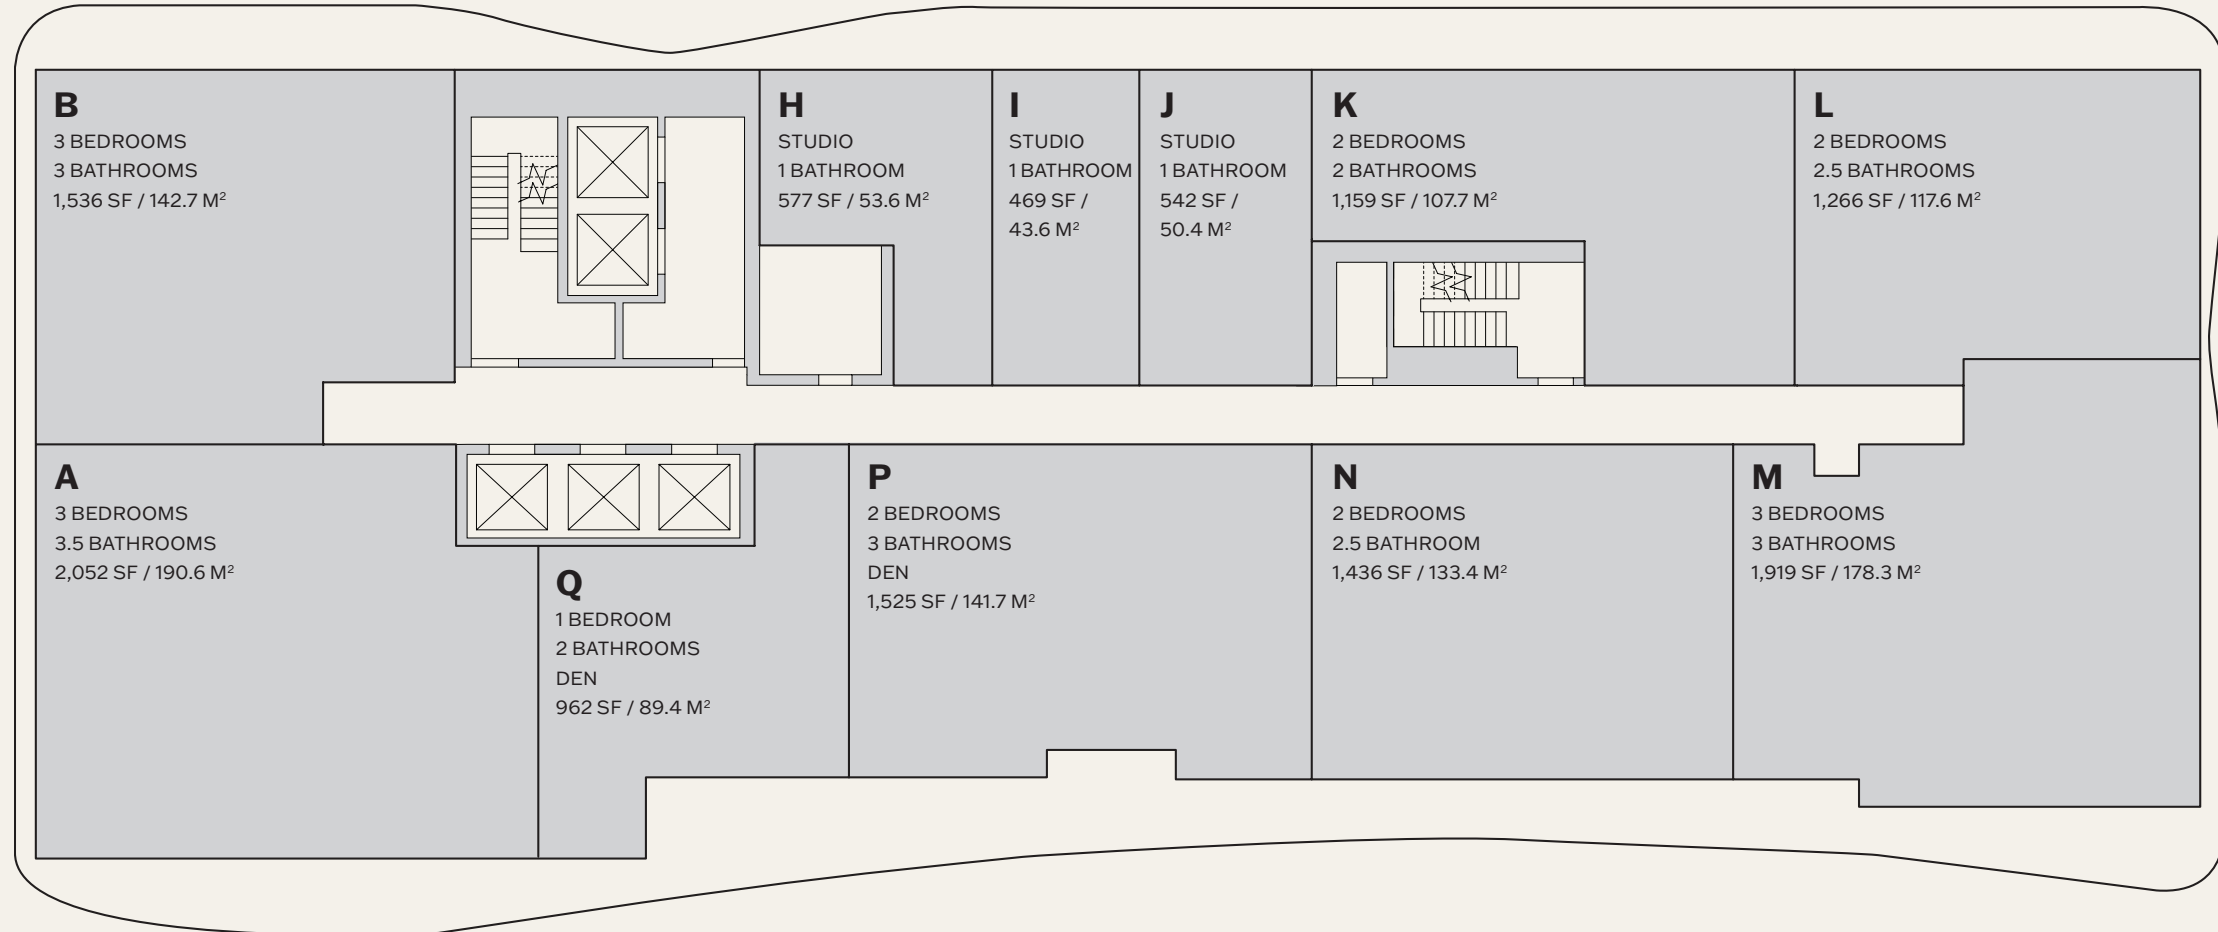 B
3 BEDROOMS
3 BATHROOMS
1,536 SF / 142.7 M²
H
STUDIO
1 BATHROOM
577 SF / 53.6 M²
I
STUDIO
1 BATHROOM
469 SF /
43.6 M²
J
STUDIO
1 BATHROOM
542 SF /
50.4 M²
K
2 BEDROOMS
2 BATHROOMS
1,159 SF / 107.7 M²
L
2 BEDROOMS
2.5 BATHROOMS
1,266 SF / 117.6 M²
A
3 BEDROOMS
3.5 BATHROOMS
2,052 SF / 190.6 M²
Q
1 BEDROOM
2 BATHROOMS
DEN
962 SF / 89.4 M²
P
2 BEDROOMS
3 BATHROOMS
DEN
1,525 SF / 141.7 M²
N
2 BEDROOMS
2.5 BATHROOM
1,436 SF / 133.4 M²
M
3 BEDROOMS
3 BATHROOMS
1,919 SF / 178.3 M²